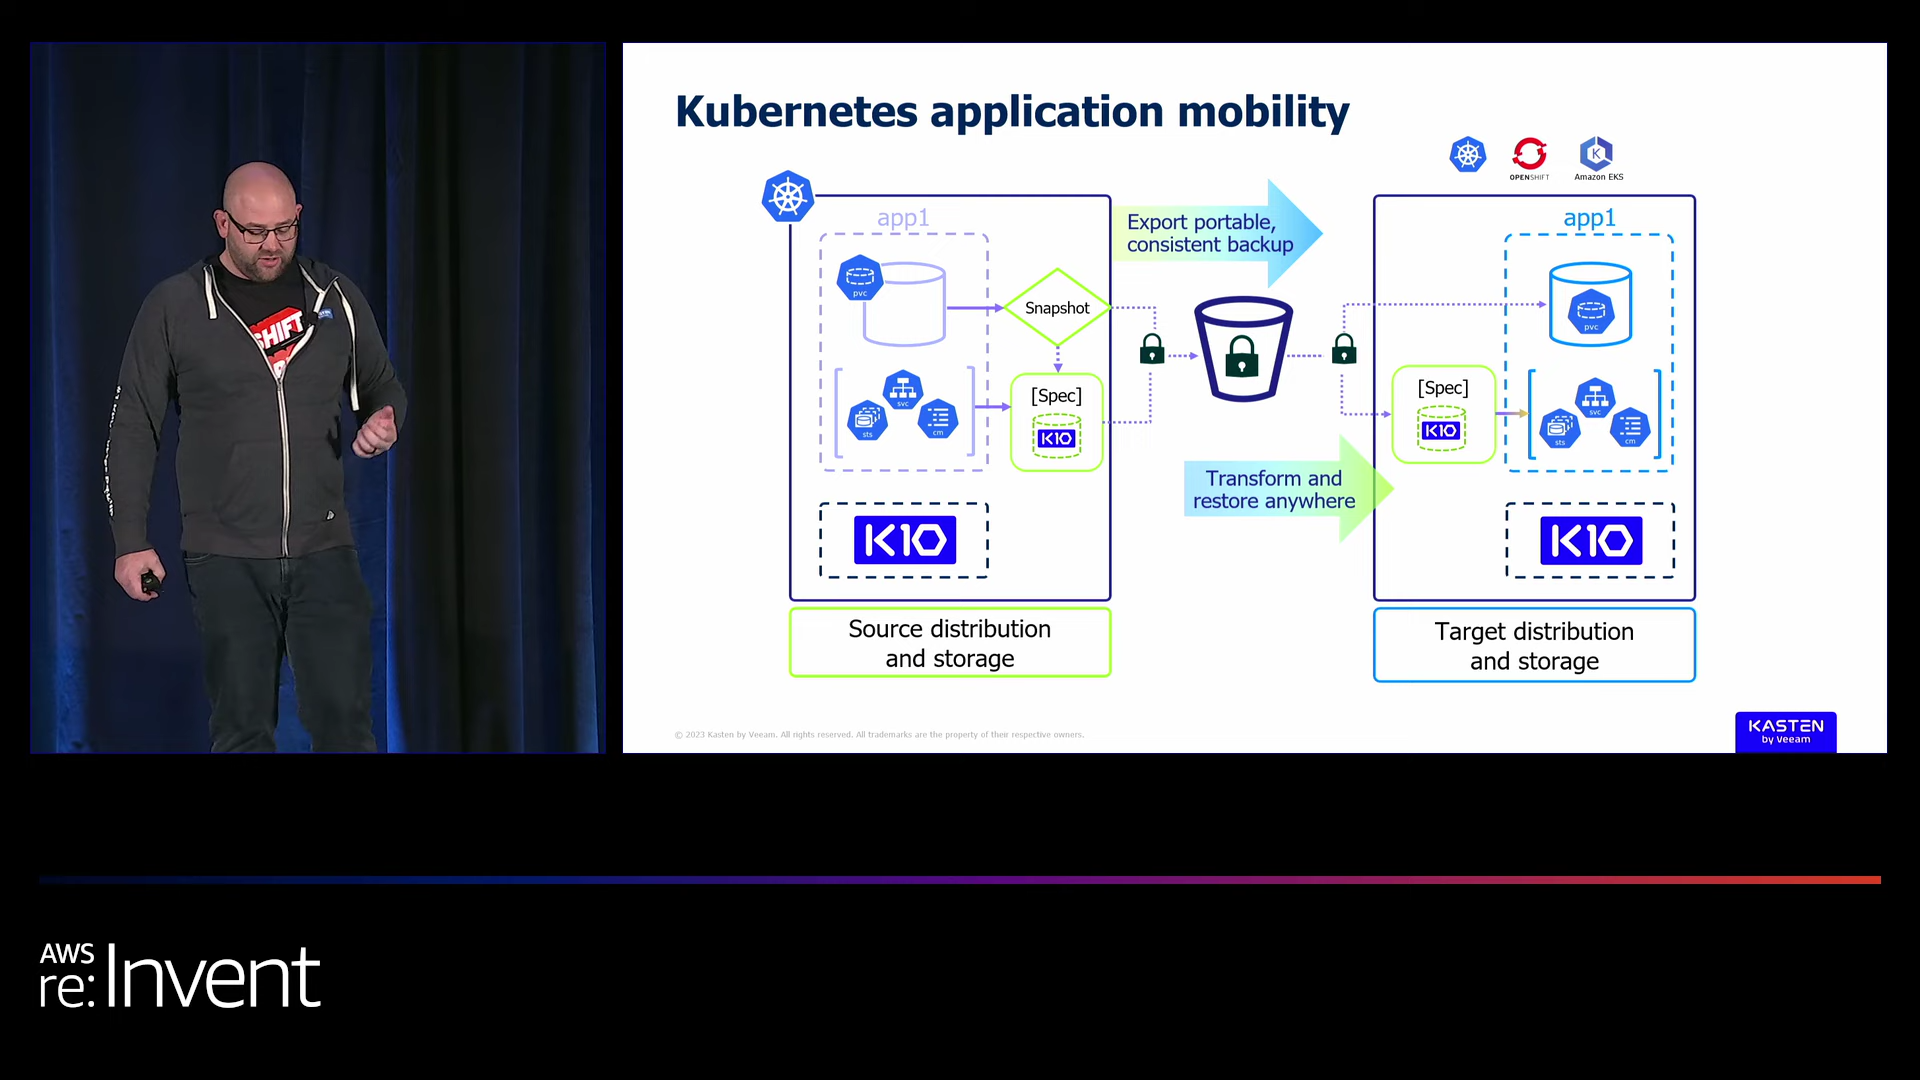 Kubernetes application mobility
OPENSHIFT
Amazon EKS
app1
Export portable,
consistent backup
app1
pvc
Snapshot
pvc
svc
sts
cm
[Spec]
K10
[Spec]
K10
svc
sts
cm
Transform and
restore anywhere
K10
K10
Source distribution
and storage
Target distribution
and storage
© 2023 Kasten by Veeam. All rights reserved. All trademarks are the property of their respective owners.
KASTEN
by Veeam
SHIFT
AWS
re:Invent